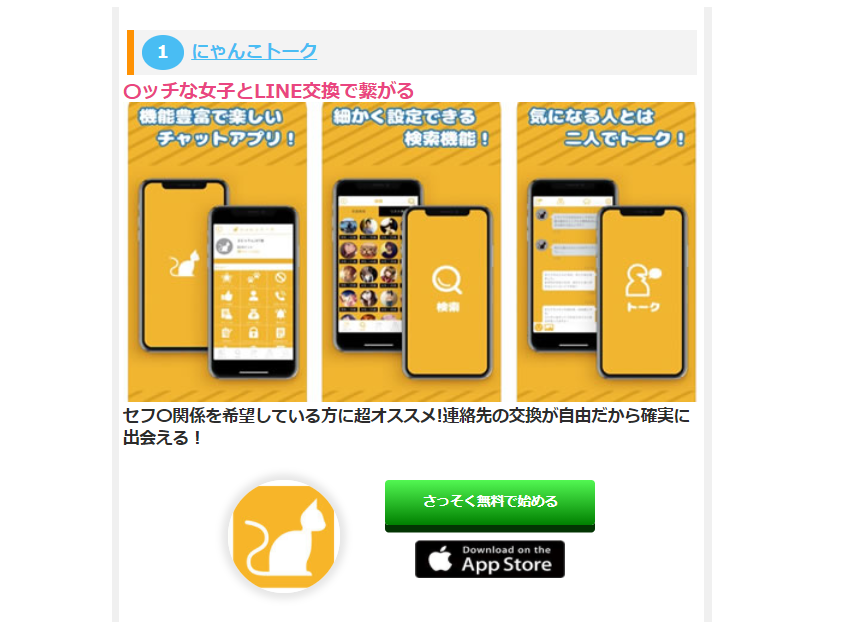 1 にゃんこトーク
〇ッチな女子とLINE交換で繋がる
機能豊富で楽しい
チャットアプリ！
細かく設定できる
検索機能！
気になる人とは
二人でトーク！
検索
トーク
セフ〇関係を希望している方に超オススメ!連絡先の交換が自由だから確実に
出会える！
さっそく無料で始める
Download on the
App Store